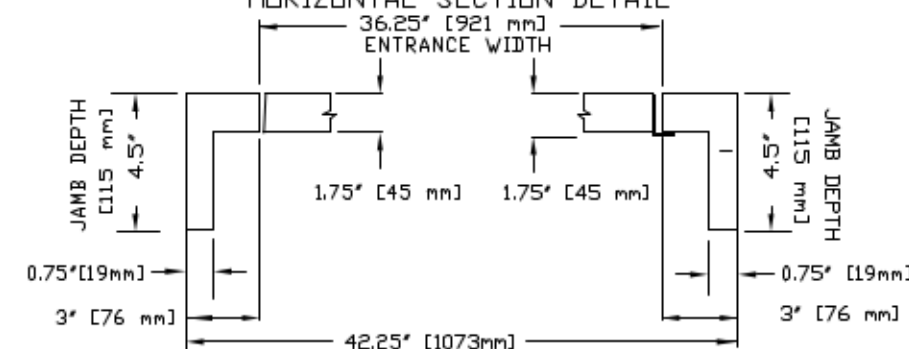 HORIZONTAL SECTION DETAIL
36.25" [921 mm]
ENTRANCE WIDTH
JAMB DEPTH
[115 mm]
4.5"
1.75" [45 mm]
1.75" [45 mm]
4.5"
[115 mm]
JAMB DEPTH
0.75"[19mm]
0.75" [19mm]
3" [76 mm]
3" [76 mm]
42.25" [1073mm]